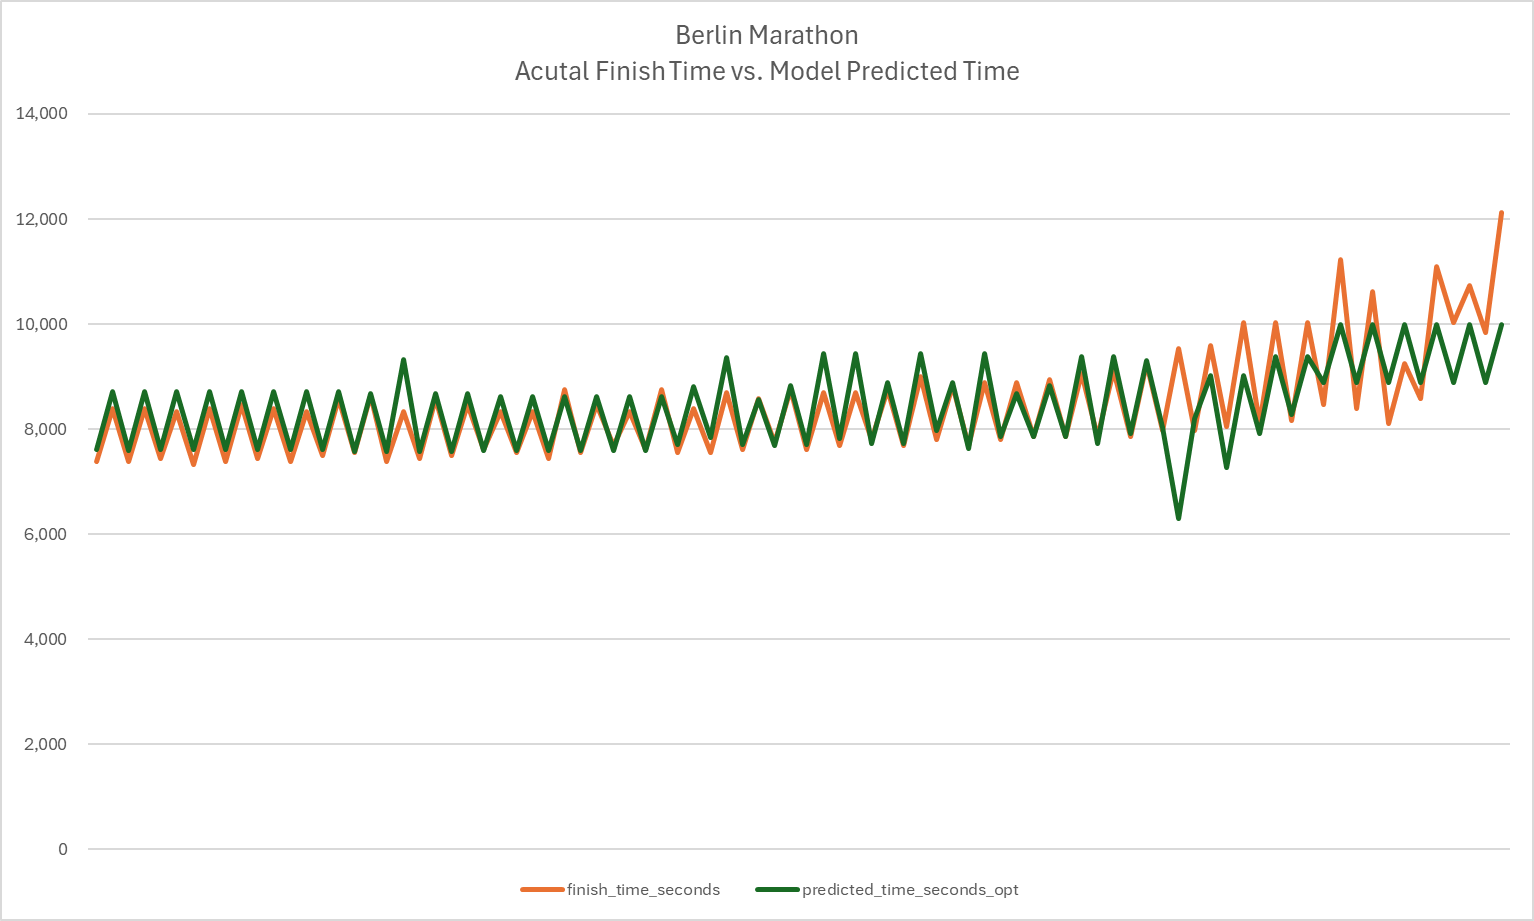 Berlin Marathon
Acutal Finish Time vs. Model Predicted Time
14,000
12,000
10,000
8,000
6,000
4,000
2,000
0
finish_time_seconds
predicted_time_seconds_opt